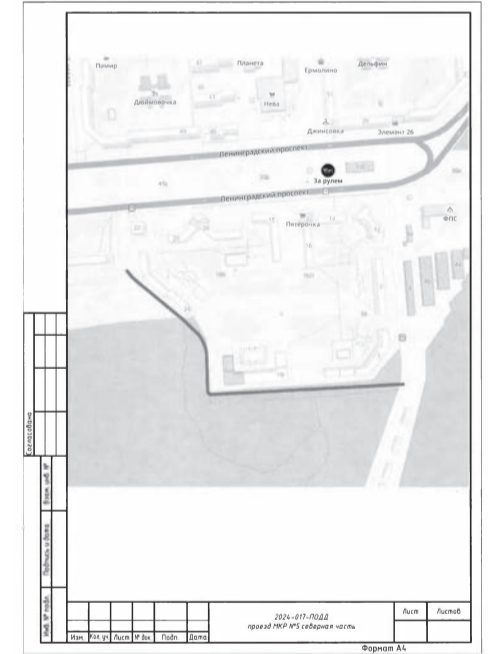 Памир
Планета
Ермолино
Дельфин
Дюймовочка
Нева
Джинсовка
Элемент 26
Ленинградский проспект
За рулем
Ленинградский проспект
Пятёрочка
ФПС
Согласовано
Взам. инв. №
Подпись и дата
Инв. № подл.
Изм. Кол. уч. Лист № док. Подп. Дата
2024-017-ПОДД
проезд МКР №5 северная часть
Лист Листов
Формат А4